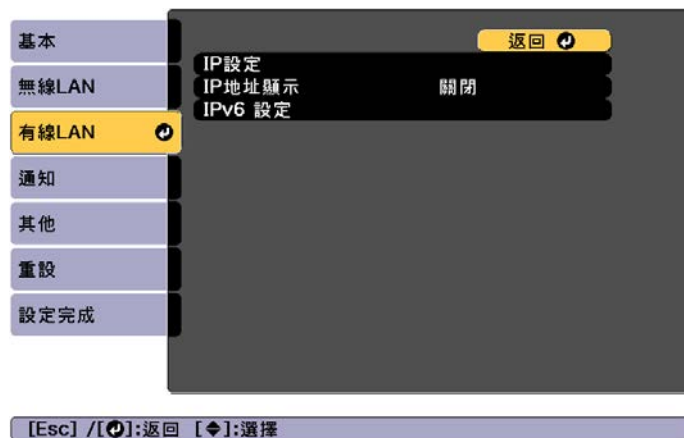 基本
無線LAN
有線LAN
通知
其他
重設
設定完成
返回
IP設定
IP地址顯示 關閉
IPv6 設定
[Esc] /[]:返回 [◆]:選擇